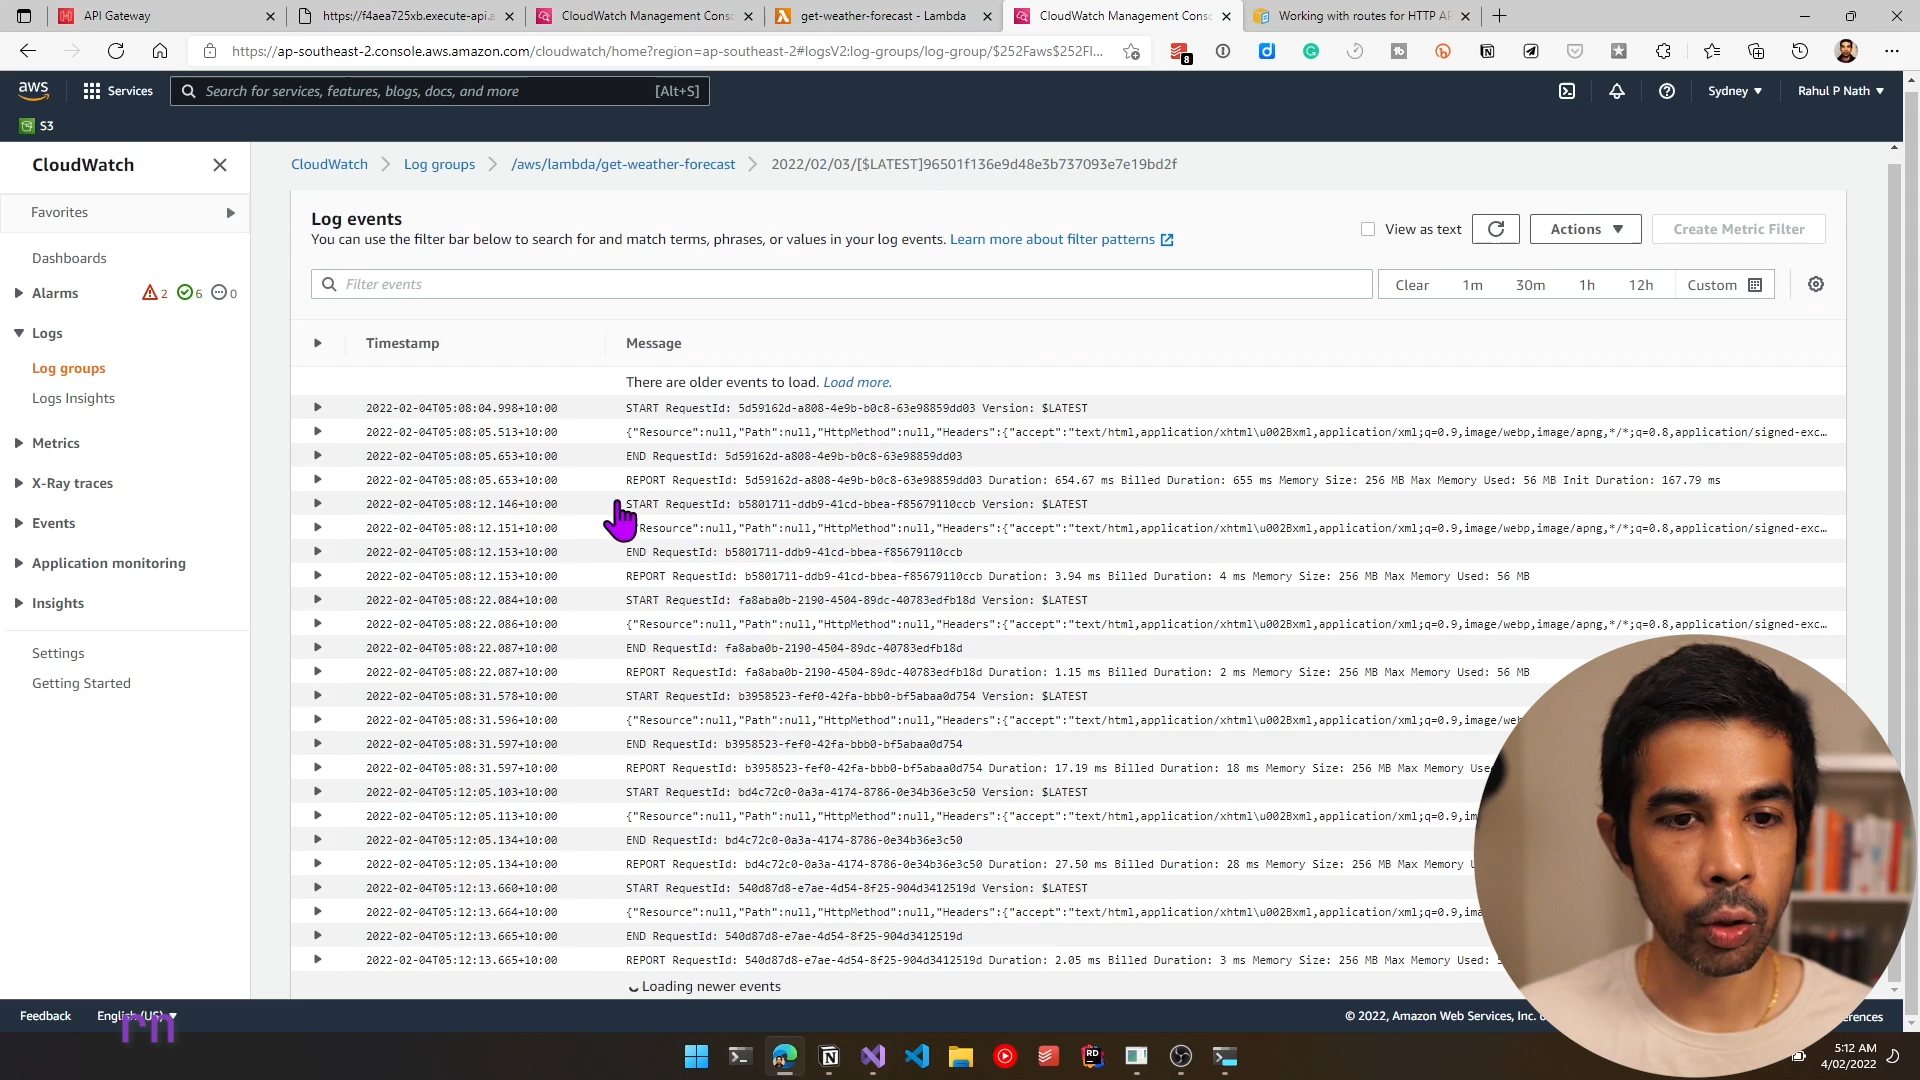 API Gateway
https://f4aea725xb.execute-api.a
CloudWatch Management Conso
get-weather-forecast - Lambda
CloudWatch Management Conso
Working with routes for HTTP AP
https://ap-southeast-2.console.aws.amazon.com/cloudwatch/home?region=ap-southeast-2#logsV2:log-groups/log-group/$252Faws$252Fl...
8
aws
Services
Search for services, features, blogs, docs, and more
[Alt+S]
Sydney ▼
Rahul P Nath ▼
S3
CloudWatch
Favorites
Dashboards
Alarms
2
6
0
Logs
Log groups
Logs Insights
Metrics
X-Ray traces
Events
Application monitoring
Insights
Settings
Getting Started
CloudWatch
Log groups
/aws/lambda/get-weather-forecast
2022/02/03/[$LATEST]96501f136e9d48e3b737093e7e19bd2f
Log events
You can use the filter bar below to search for and match terms, phrases, or values in your log events. Learn more about filter patterns
View as text
Actions ▼
Create Metric Filter
Filter events
Clear
1m
30m
1h
12h
Custom
Timestamp
Message
There are older events to load. Load more.
2022-02-04T05:08:04.998+10:00 START RequestId: 5d59162d-a808-4e9b-b0c8-63e98859dd03 Version: $LATEST
2022-02-04T05:08:05.513+10:00 {"Resource":null,"Path":null,"HttpMethod":null,"Headers":{"accept":"text/html,application/xhtml\u002Bxml,application/xml;q=0.9,image/webp,image/apng,*/*;q=0.8,application/signed-exc…
2022-02-04T05:08:05.653+10:00 END RequestId: 5d59162d-a808-4e9b-b0c8-63e98859dd03
2022-02-04T05:08:05.653+10:00 REPORT RequestId: 5d59162d-a808-4e9b-b0c8-63e98859dd03 Duration: 654.67 ms Billed Duration: 655 ms Memory Size: 256 MB Max Memory Used: 56 MB Init Duration: 167.79 ms
2022-02-04T05:08:12.146+10:00 START RequestId: b5801711-ddb9-41cd-bbea-f85679110ccb Version: $LATEST
2022-02-04T05:08:12.151+10:00 "Resource":null,"Path":null,"HttpMethod":null,"Headers":{"accept":"text/html,application/xhtml\u002Bxml,application/xml;q=0.9,image/webp,image/apng,*/*;q=0.8,application/signed-exc…
2022-02-04T05:08:12.153+10:00 END RequestId: b5801711-ddb9-41cd-bbea-f85679110ccb
2022-02-04T05:08:12.153+10:00 REPORT RequestId: b5801711-ddb9-41cd-bbea-f85679110ccb Duration: 3.94 ms Billed Duration: 4 ms Memory Size: 256 MB Max Memory Used: 56 MB
2022-02-04T05:08:22.084+10:00 START RequestId: fa8aba0b-2190-4504-89dc-40783edfb18d Version: $LATEST
2022-02-04T05:08:22.086+10:00 {"Resource":null,"Path":null,"HttpMethod":null,"Headers":{"accept":"text/html,application/xhtml\u002Bxml,application/xml;q=0.9,image/webp,image/apng,*/*;q=0.8,application/signed-exc…
2022-02-04T05:08:22.087+10:00 END RequestId: fa8aba0b-2190-4504-89dc-40783edfb18d
2022-02-04T05:08:22.087+10:00 REPORT RequestId: fa8aba0b-2190-4504-89dc-40783edfb18d Duration: 1.15 ms Billed Duration: 2 ms Memory Size: 256 MB Max Memory Used: 56 MB
2022-02-04T05:08:31.578+10:00 START RequestId: b3958523-fef0-42fa-bbb0-bf5abaa0d754 Version: $LATEST
2022-02-04T05:08:31.596+10:00 {"Resource":null,"Path":null,"HttpMethod":null,"Headers":{"accept":"text/html,application/xhtml\u002Bxml,application/xml;q=0.9,image/we
2022-02-04T05:08:31.597+10:00 END RequestId: b3958523-fef0-42fa-bbb0-bf5abaa0d754
2022-02-04T05:08:31.597+10:00 REPORT RequestId: b3958523-fef0-42fa-bbb0-bf5abaa0d754 Duration: 17.19 ms Billed Duration: 18 ms Memory Size: 256 MB Max Memory Use
2022-02-04T05:12:05.103+10:00 START RequestId: bd4c72c0-0a3a-4174-8786-0e34b36e3c50 Version: $LATEST
2022-02-04T05:12:05.113+10:00 {"Resource":null,"Path":null,"HttpMethod":null,"Headers":{"accept":"text/html,application/xhtml\u002Bxml,application/xml;q=0.9,im
2022-02-04T05:12:05.134+10:00 END RequestId: bd4c72c0-0a3a-4174-8786-0e34b36e3c50
2022-02-04T05:12:05.134+10:00 REPORT RequestId: bd4c72c0-0a3a-4174-8786-0e34b36e3c50 Duration: 27.50 ms Billed Duration: 28 ms Memory Size: 256 MB Max Memory
2022-02-04T05:12:13.660+10:00 START RequestId: 540d87d8-e7ae-4d54-8f25-904d3412519d Version: $LATEST
2022-02-04T05:12:13.664+10:00 {"Resource":null,"Path":null,"HttpMethod":null,"Headers":{"accept":"text/html,application/xhtml\u002Bxml,application/xml;q=0.9,ima
2022-02-04T05:12:13.665+10:00 END RequestId: 540d87d8-e7ae-4d54-8f25-904d3412519d
2022-02-04T05:12:13.665+10:00 REPORT RequestId: 540d87d8-e7ae-4d54-8f25-904d3412519d Duration: 2.05 ms Billed Duration: 3 ms Memory Size: 256 MB Max Memory Used:
Loading newer events
Feedback
English (US) ▼
© 2022, Amazon Web Services, Inc.
erences
rn
RD
5:12 AM
4/02/2022